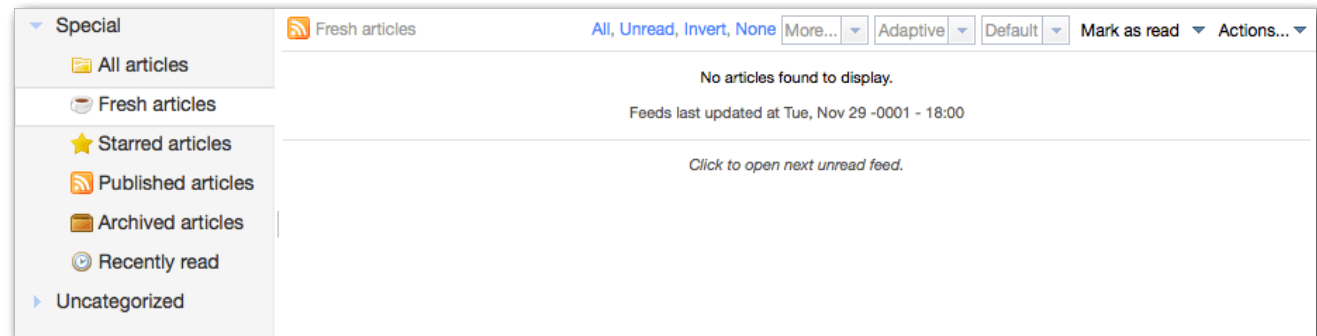 Special
All articles
Fresh articles
Starred articles
Published articles
Archived articles
Recently read
Uncategorized
Fresh articles All, Unread, Invert, None More... Adaptive Default Mark as read Actions...
No articles found to display.
Feeds last updated at Tue, Nov 29 -0001 - 18:00
Click to open next unread feed.